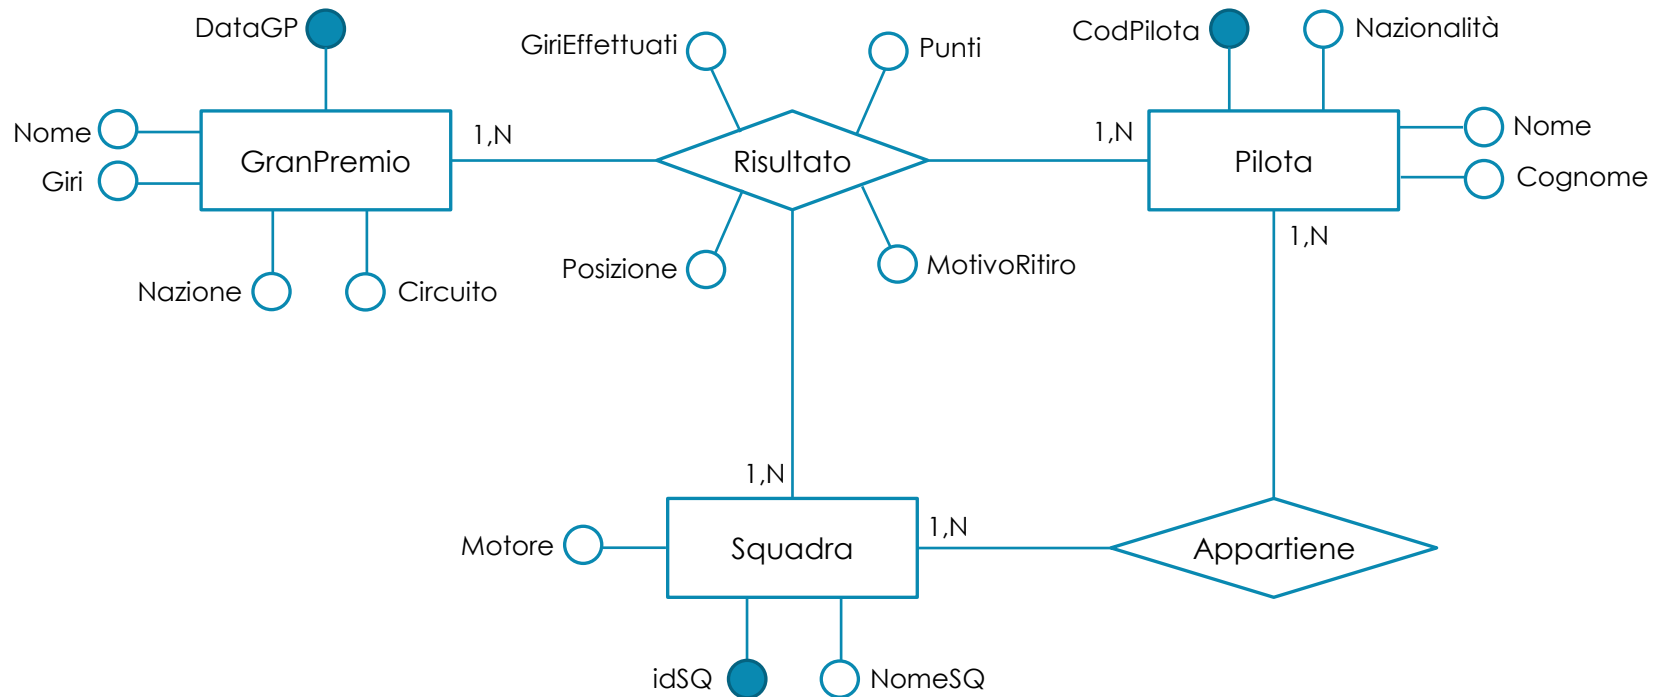 DataGP
GiriEffettuati
Punti
CodPilota
Nazionalità
Nome
Giri
GranPremio
1,N
Risultato
1,N
Pilota
Nome
Cognome
1,N
Nazione
Circuito
Posizione
MotivoRitiro
1,N
Motore
Squadra
1,N
Appartiene
idSQ
NomeSQ